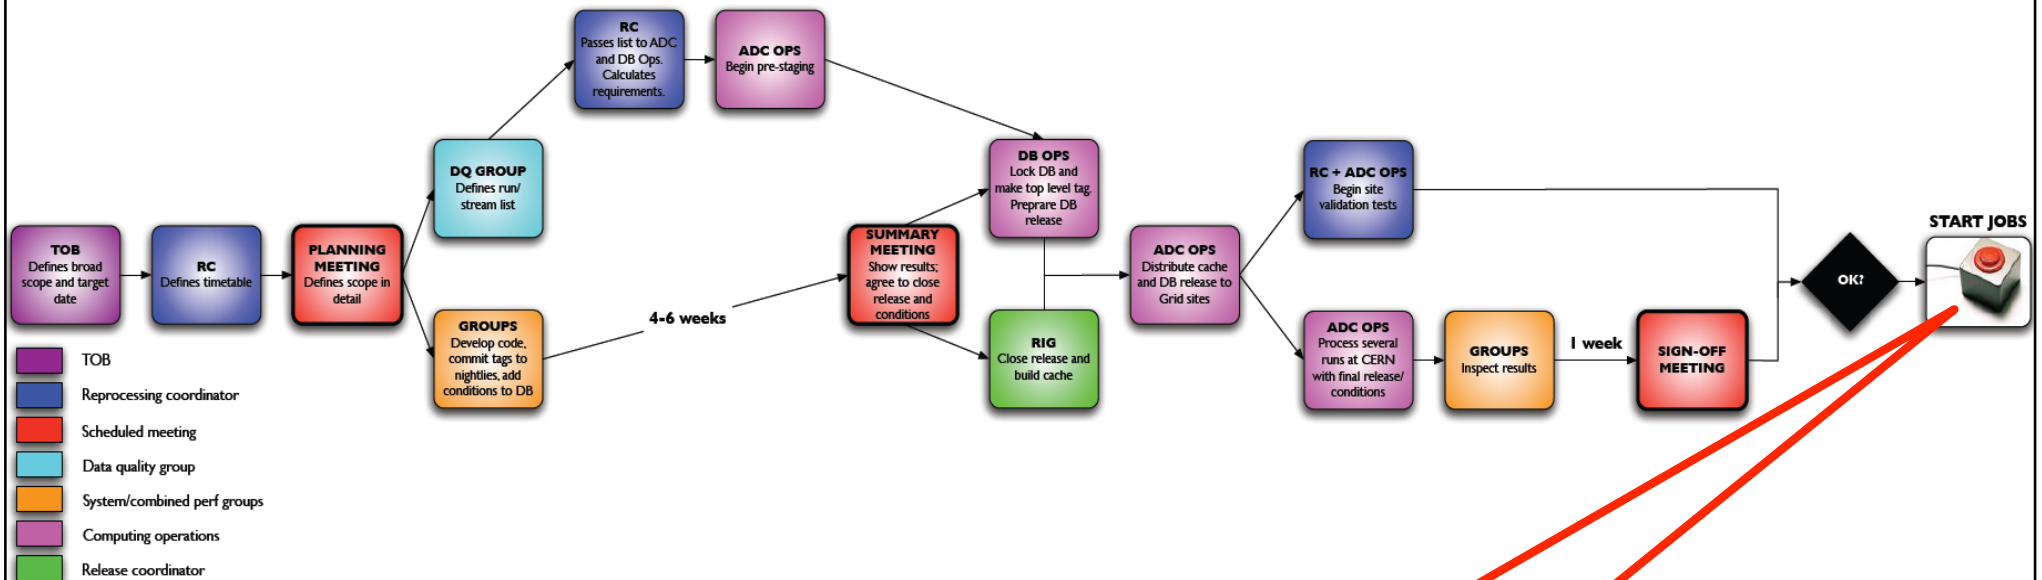 RC
Passes list to ADC
and DB Ops.
Calculates
requirements.
ADC OPS
Begin pre-staging
DQ GROUP
Defines run/
stream list
DB OPS
Lock DB and
make top level tag.
Preprare DB
release
RC + ADC OPS
Begin site
validation tests
TOB
Defines broad
scope and target
date
RC
Defines timetable
PLANNING
MEETING
Defines scope in
detail
SUMMARY
MEETING
Show results;
agree to close
release and
conditions
ADC OPS
Distribute cache
and DB release to
Grid sites
START JOBS
OK?
GROUPS
Develop code,
commit tags to
nightlies, add
conditions to DB
4-6 weeks
RIG
Close release and
build cache
ADC OPS
Process several
runs at CERN
with final release/
conditions
GROUPS
Inspect results
1 week
SIGN-OFF
MEETING
TOB
Reprocessing coordinator
Scheduled meeting
Data quality group
System/combined perf groups
Computing operations
Release coordinator